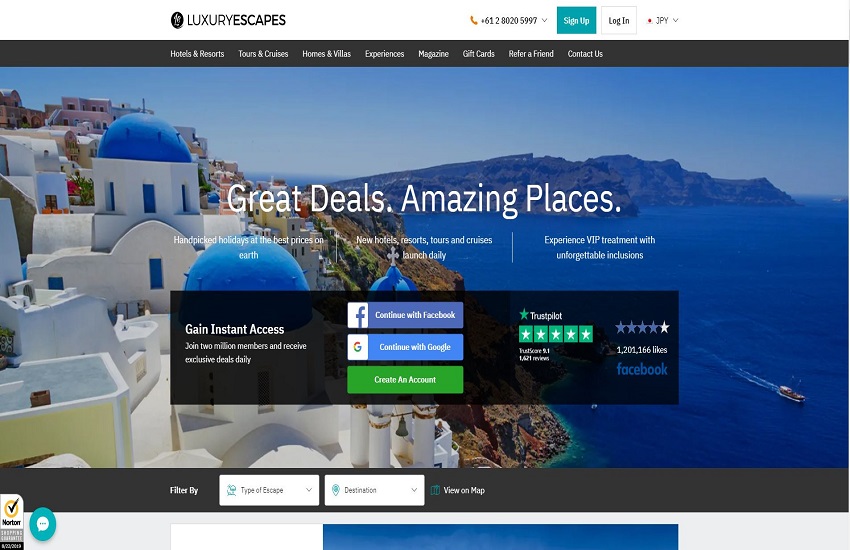 LUXURYESCAPES
+61 2 8020 5997
Sign Up
Log In
JPY
Hotels & Resorts
Tours & Cruises
Homes & Villas
Experiences
Magazine
Gift Cards
Refer a Friend
Contact Us
Great Deals. Amazing Places.
Handpicked holidays at the best prices on
earth
New hotels, resorts, tours and cruises
launch daily
Experience VIP treatment with
unforgettable inclusions
Gain Instant Access
Join two million members and receive
exclusive deals daily
Continue with Facebook
Continue with Google
Create An Account
Trustpilot
TrustScore 9.1
1,621 reviews
1,201,166 likes
facebook
Filter By
Type of Escape
Destination
View on Map
Norton
SHOPPING
GUARANTEE
8/23/2019